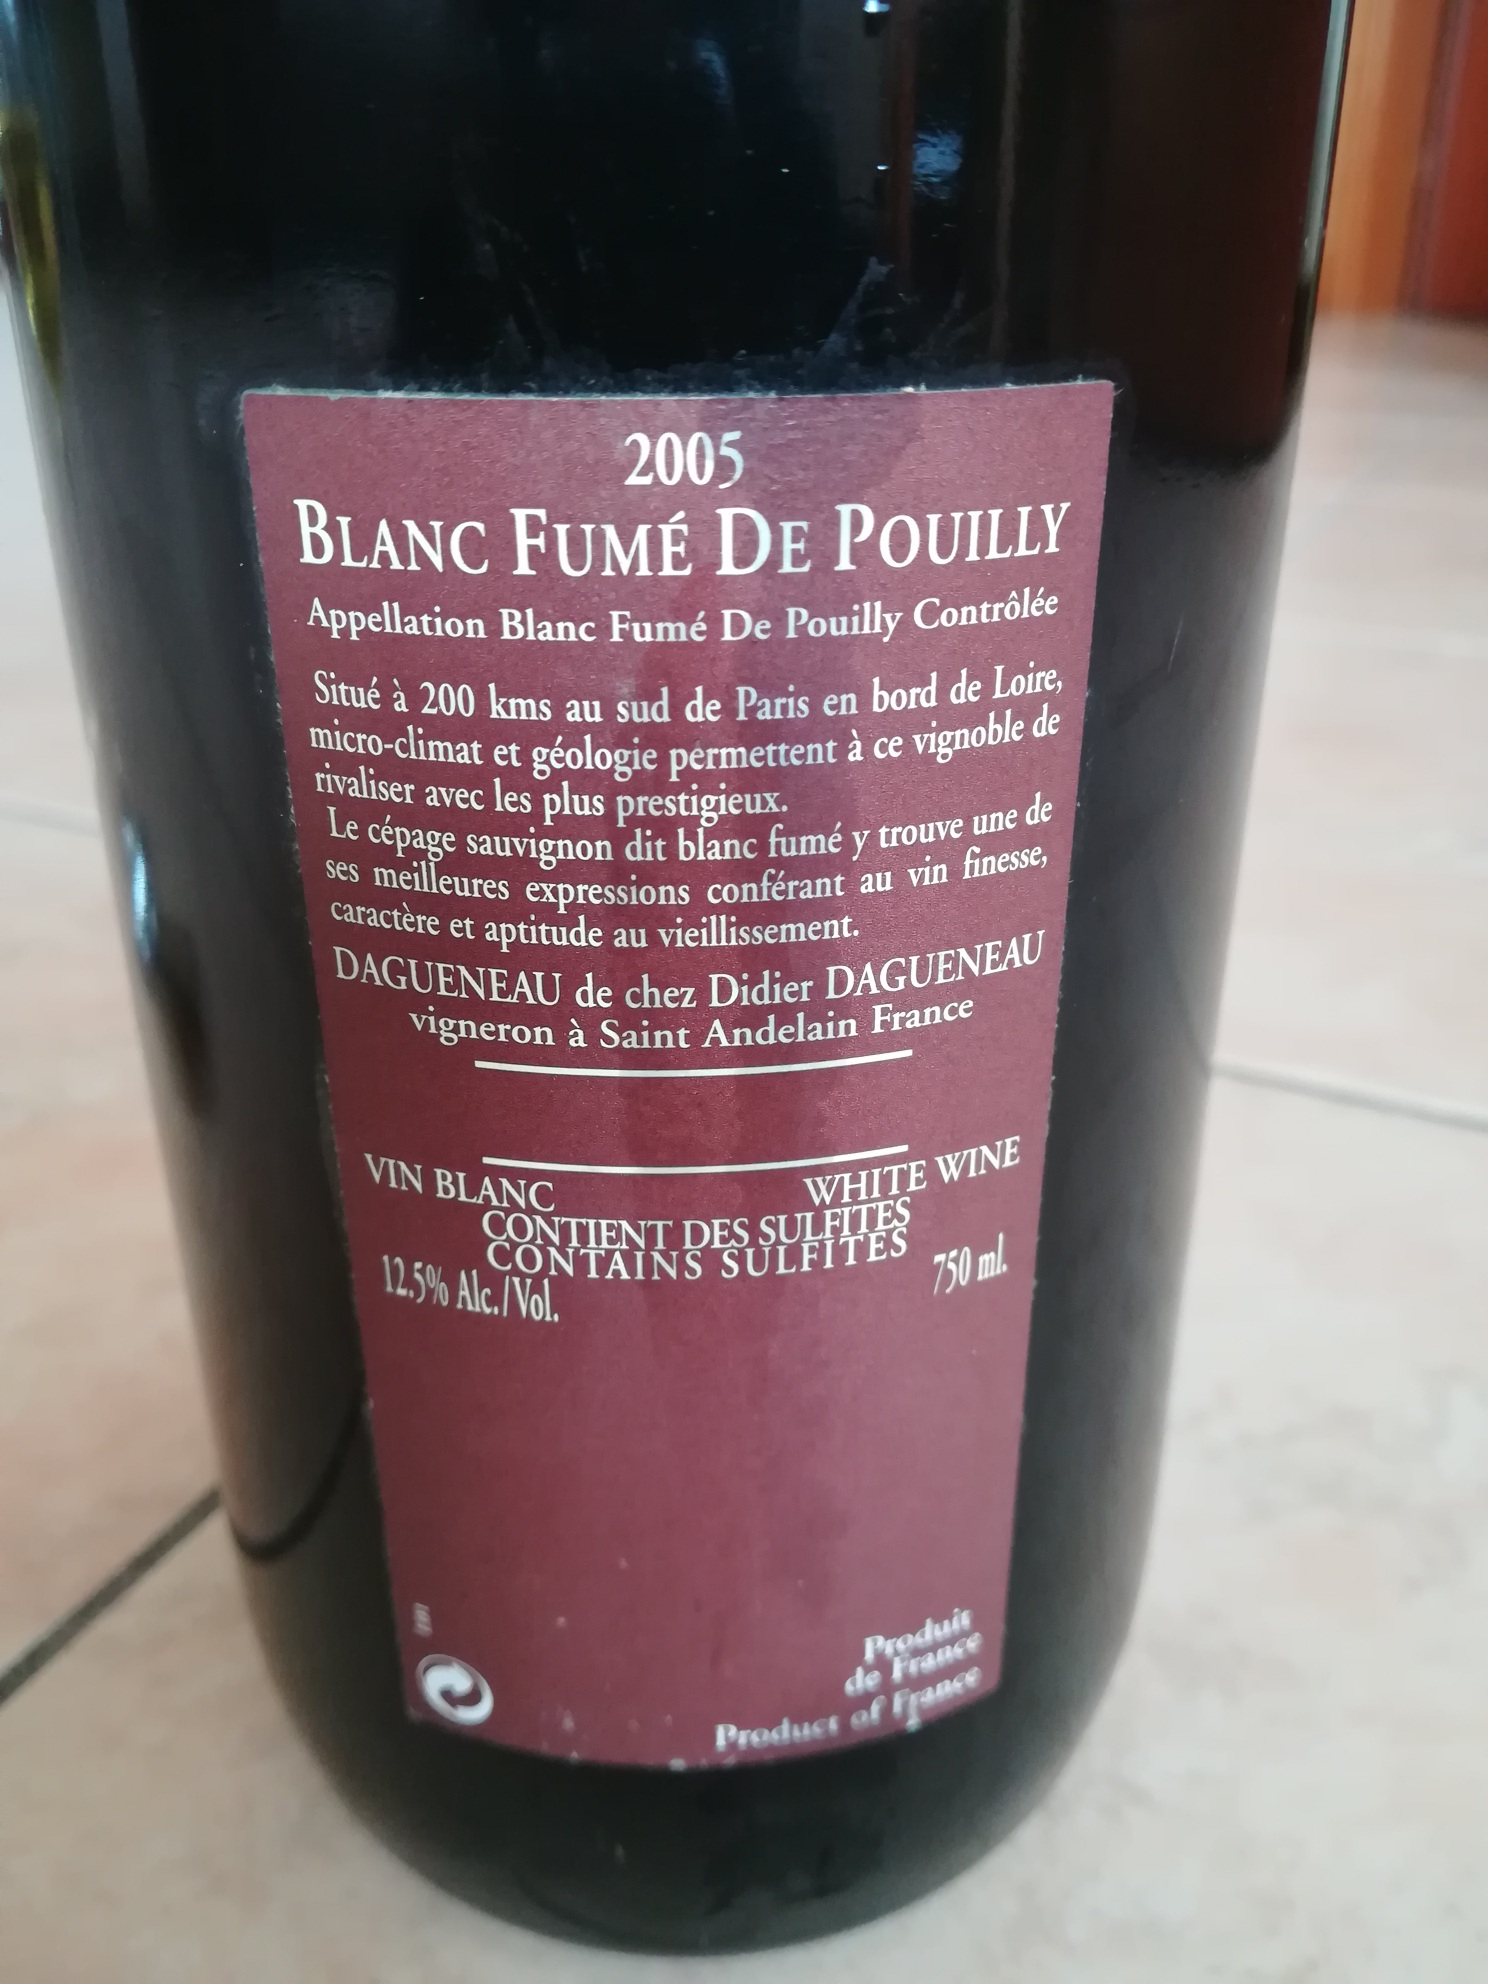 2005
BLANC FUMÉ DE POUILLY
Appellation Blanc Fumé De Pouilly Contrôlée
Situé à 200 kms au sud de Paris en bord de Loire,
micro-climat et géologie permettent à ce vignoble de
rivaliser avec les plus prestigieux.
Le cépage sauvignon dit blanc fumé y trouve une de
ses meilleures expressions conférant au vin finesse,
caractère et aptitude au vieillissement.
DAGUENEAU de chez Didier DAGUENEAU
vigneron à Saint Andelain France
VIN BLANC WHITE WINE
CONTIENT DES SULFITES
CONTAINS SULFITES
12.5% Alc./Vol. 750 ml.
Produit
de France
Product of France